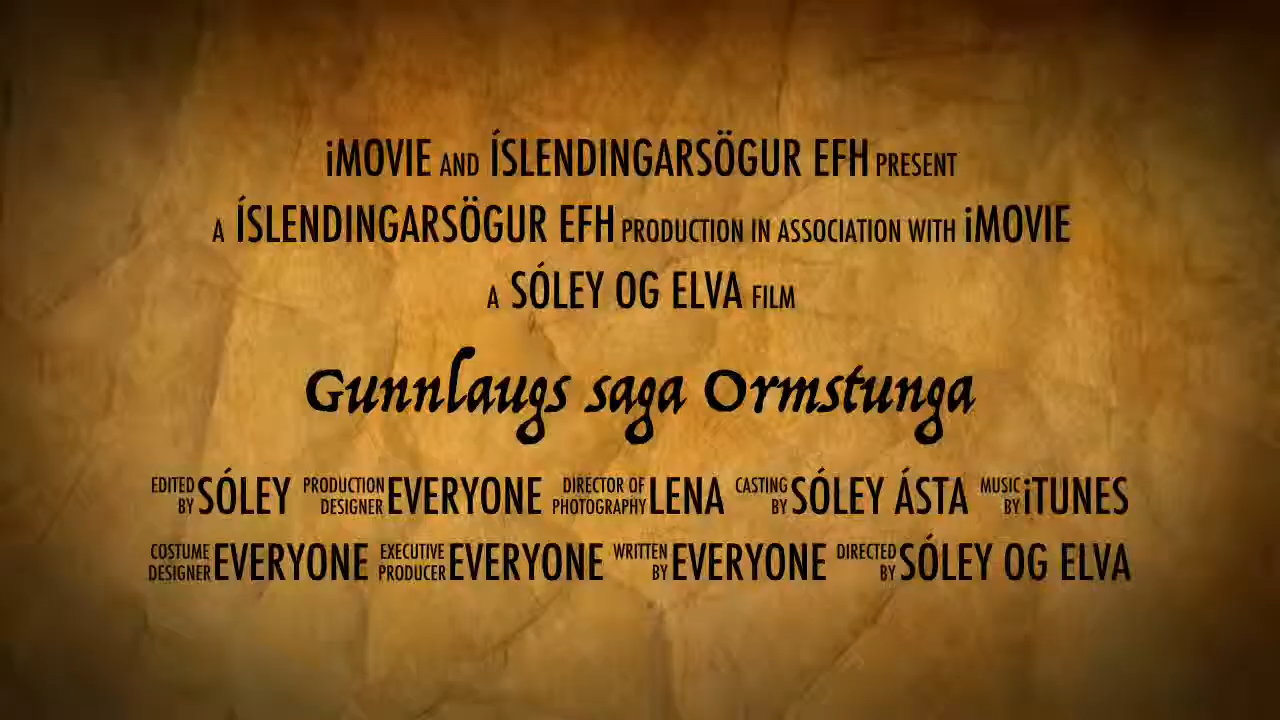 iMOVIE AND ÍSLENDINGARSÖGUR EFH PRESENT
A ÍSLENDINGARSÖGUR EFH PRODUCTION IN ASSOCIATION WITH iMOVIE
A SÓLEY OG ELVA FILM
Gunnlaugs saga Ormstunga
EDITED BY SÓLEY PRODUCTION DESIGNER EVERYONE DIRECTOR OF PHOTOGRAPHY LENA CASTING BY SÓLEY ÁSTA MUSIC BY iTUNES
COSTUME DESIGNER EVERYONE EXECUTIVE PRODUCER EVERYONE WRITTEN BY EVERYONE DIRECTED BY SÓLEY OG ELVA